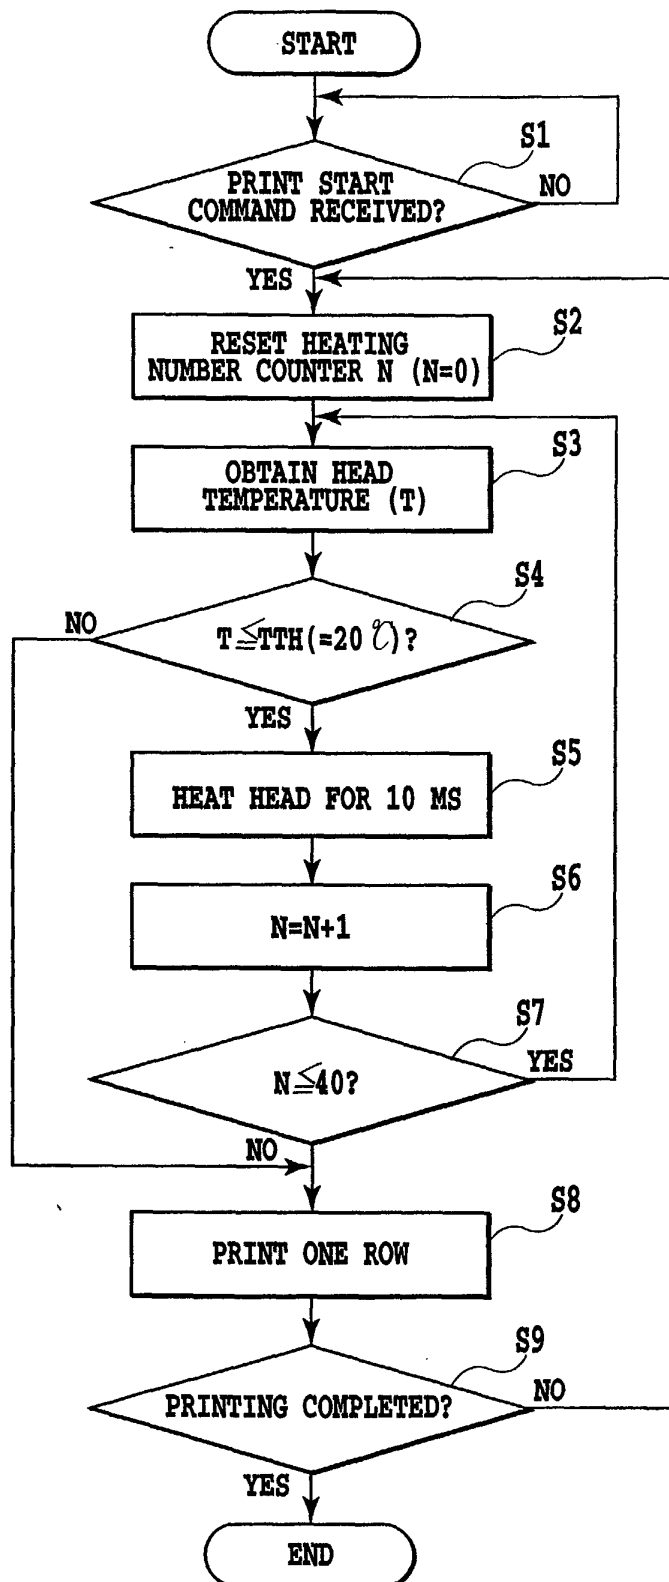 START
S1
PRINT START
COMMAND RECEIVED?
NO
YES
S2
RESET HEATING
NUMBER COUNTER N (N=0)
S3
OBTAIN HEAD
TEMPERATURE (T)
S4
NO
T≦TTH(=20℃)?
YES
S5
HEAT HEAD FOR 10 MS
S6
N=N+1
S7
YES
N≦40?
NO
S8
PRINT ONE ROW
S9
NO
PRINTING COMPLETED?
YES
END